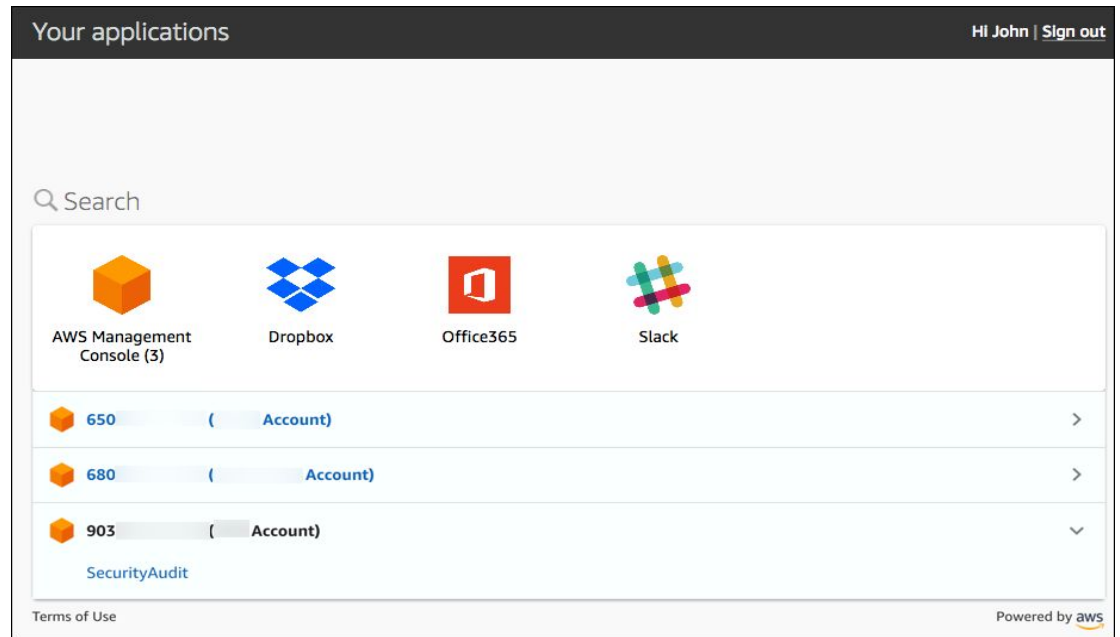 Your applications
Hi John | Sign out
Search
AWS Management
Console (3)
Dropbox
Office365
Slack
650 ( Account)
680 ( Account)
903 ( Account)
SecurityAudit
Terms of Use
Powered by aws